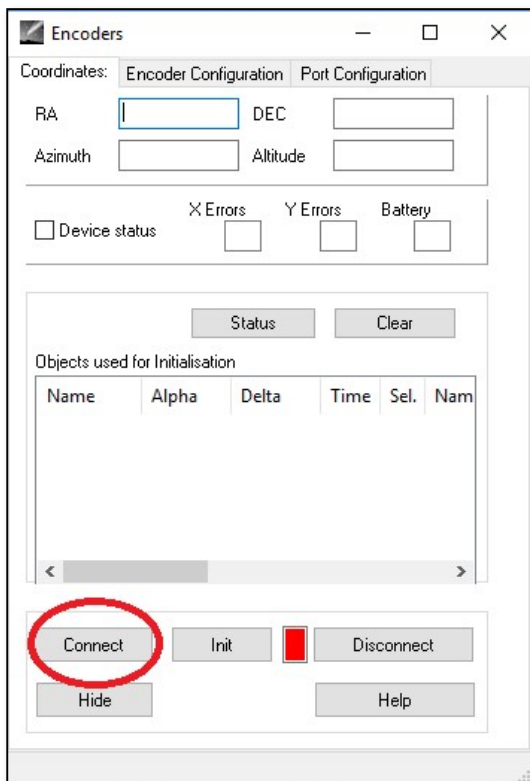 Encoders
Coordinates: Encoder Configuration Port Configuration
RA DEC
Azimuth Altitude
X Errors Y Errors Battery
Device status
Status Clear
Objects used for Initialisation
Name Alpha Delta Time Sel. Nam
Connect Init Disconnect
Hide Help